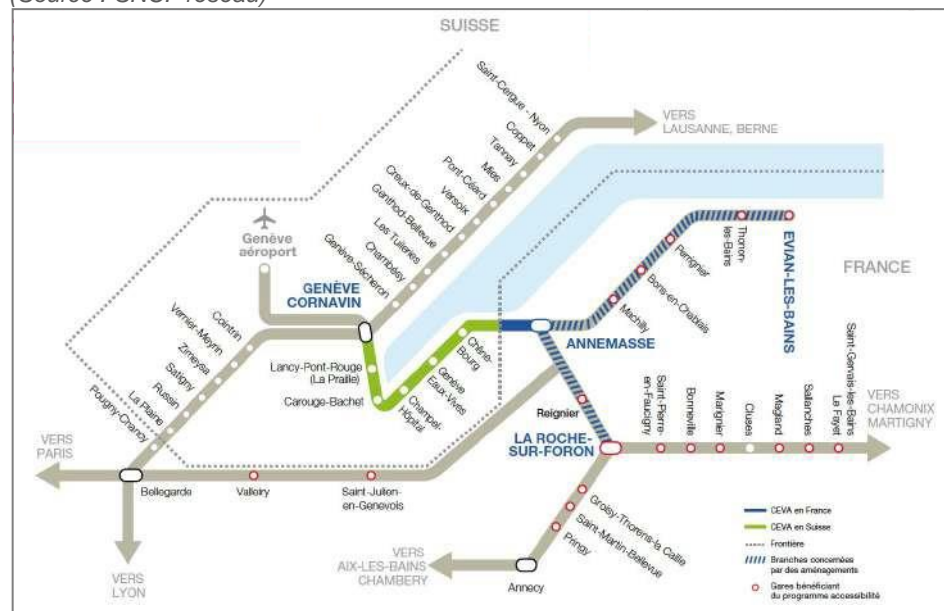 (Source : SNCF réseau)
SUISSE
Saint-Cergue - Nyon
Coppet
Tannay
Mies
Pont-Céard
Versoix
Creux-de-Genthod
Genthod-Bellevue
Les Tuileries
Chambésy
Genève-Sécheron
VERS
LAUSANNE, BERNE
Genève
aéroport
GENÈVE
CORNAVIN
Cointrin
Vernier-Meyrin
Zimeysa
Satigny
Russin
La Plaine
Pougny-Chancy
Lancy-Pont-Rouge
(La Praille)
Carouge-Bachet
Champel-
Hôpital
Genève
Eaux-Vives
Chêne-
Bourg
ANNEMASSE
Machilly
Bons-en-Chablais
Perrignier
Thonon-
les-Bains
EVIAN-LES-BAINS
FRANCE
Reignier
LA ROCHE-
SUR-FORON
Saint-Pierre-
en-Faucigny
Bonneville
Marignier
Cluses
Magland
Sallanches
Saint-Gervais-les-Bains
Le Fayet
VERS
CHAMONIX
MARTIGNY
VERS
PARIS
Bellegarde
Valleiry
Saint-Julien-
en-Genevois
VERS
LYON
Groisy-Thorens-la Caille
Saint-Martin-Bellevue
Pringy
VERS
AIX-LES-BAINS
CHAMBERY
Annecy
CEVA en France
CEVA en Suisse
Frontière
Branches concernées
par des aménagements
Gares bénéficiant
du programme accessibilité